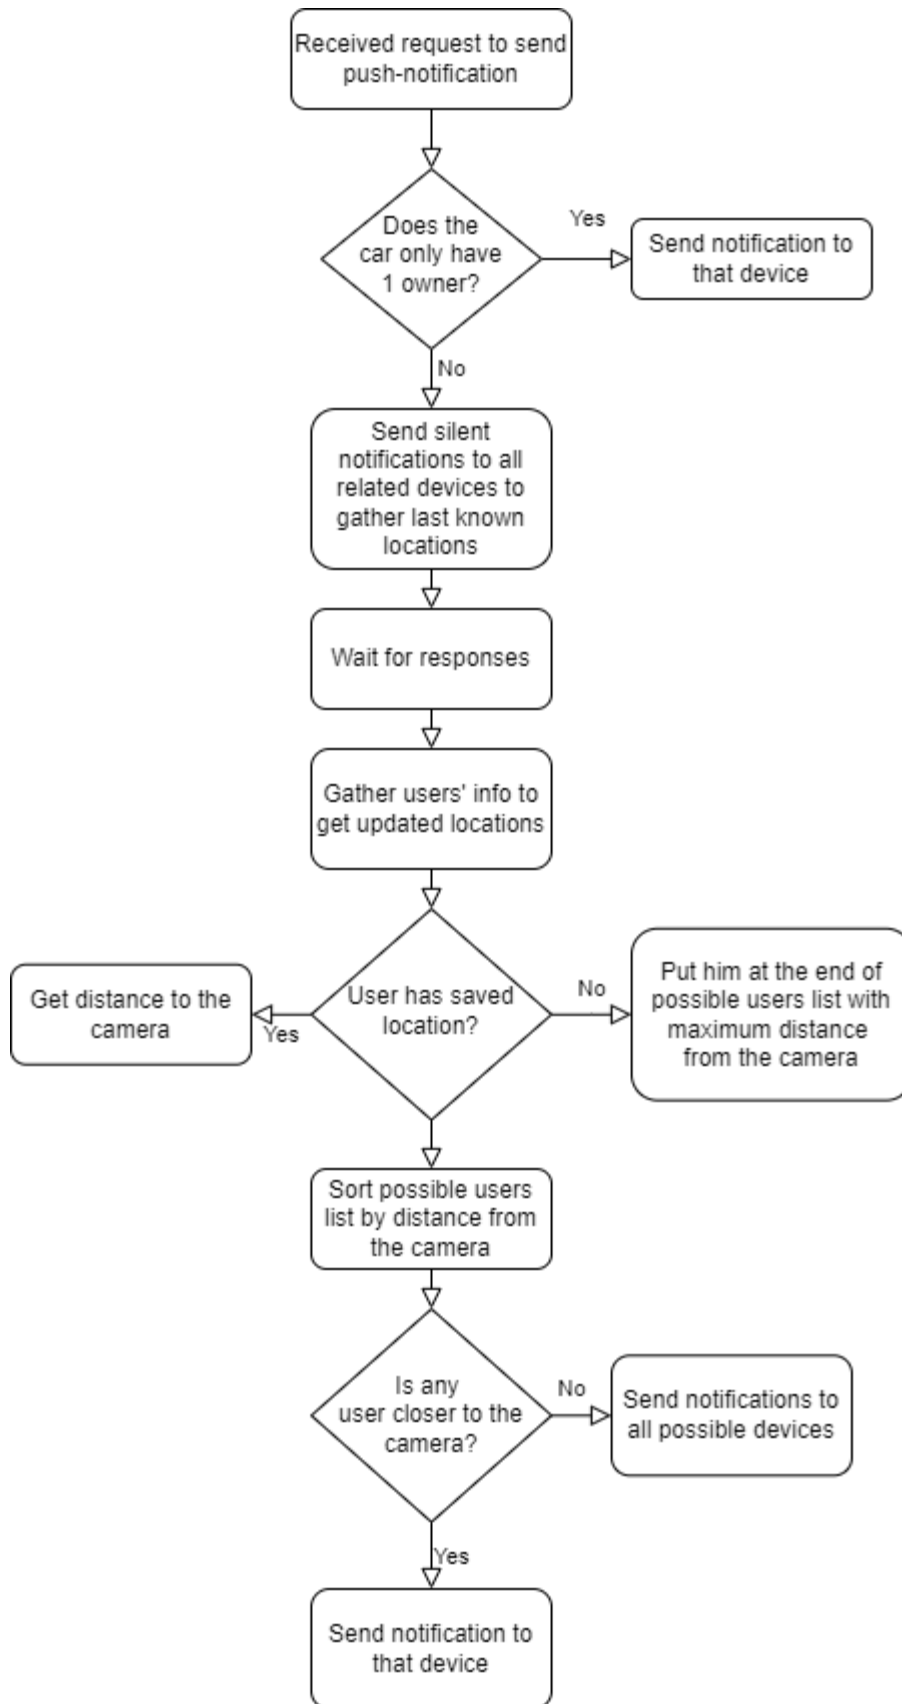 Received request to send
push-notification
Does the
car only have
1 owner?
Yes
Send notification to
that device
No
Send silent
notifications to all
related devices to
gather last known
locations
Wait for responses
Gather users' info to
get updated locations
User has saved
location?
Yes
Get distance to the
camera
No
Put him at the end of
possible users list with
maximum distance
from the camera
Sort possible users
list by distance from
the camera
Is any
user closer to the
camera?
No
Send notifications to
all possible devices
Yes
Send notification to
that device